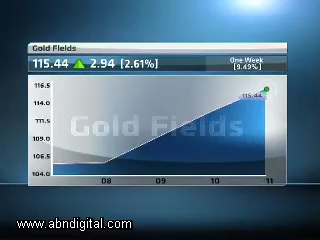 Gold Fields
115.44 2.94 [2.61%]
One Week
[9.49%]
116.5
114.0
111.5
109.0
106.5
104.0
115.44
Gold Fields
08 09 10 11
www.abndigital.com